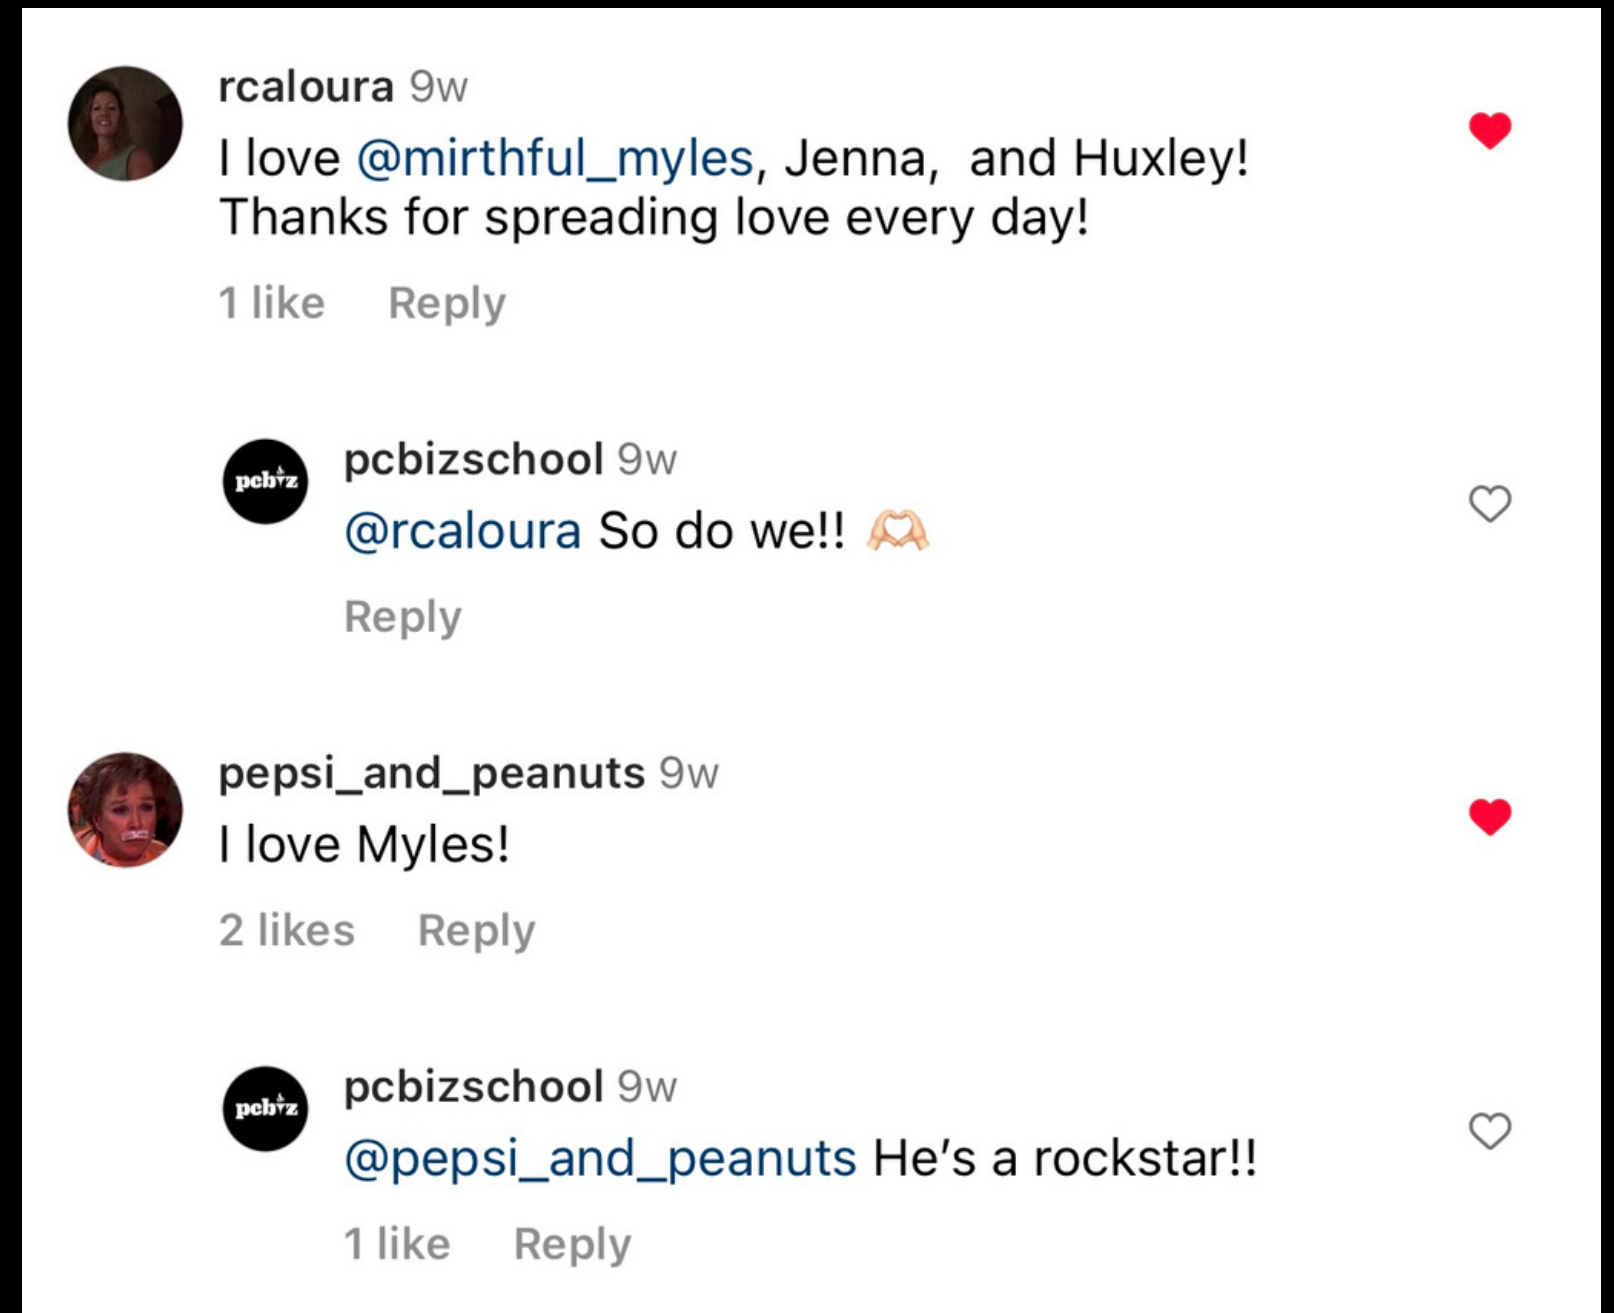 rcaloura 9w
I love @mirthful_myles, Jenna,  and Huxley!
Thanks for spreading love every day!
1 like Reply
pcbiz
pcbizschool 9w
@rcaloura So do we!! 🫶🏻
Reply
pepsi_and_peanuts 9w
I love Myles!
2 likes Reply
pcbiz
pcbizschool 9w
@pepsi_and_peanuts He’s a rockstar!!
1 like Reply